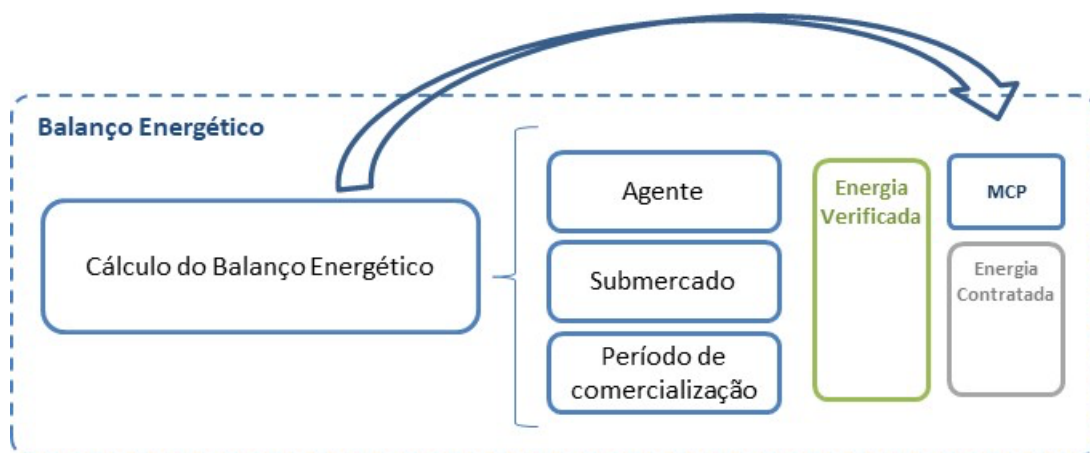 Balanço Energético
Cálculo do Balanço Energético
Agente
Submercado
Período de
comercialização
Energia
Verificada
MCP
Energia
Contratada